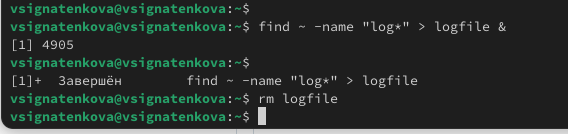 vsignatenkova@vsignatenkova:~$
vsignatenkova@vsignatenkova:~$ find ~ -name "log*" > logfile &
[1] 4905
vsignatenkova@vsignatenkova:~$
[1]+  Завершён        find ~ -name "log*" > logfile
vsignatenkova@vsignatenkova:~$ rm logfile
vsignatenkova@vsignatenkova:~$